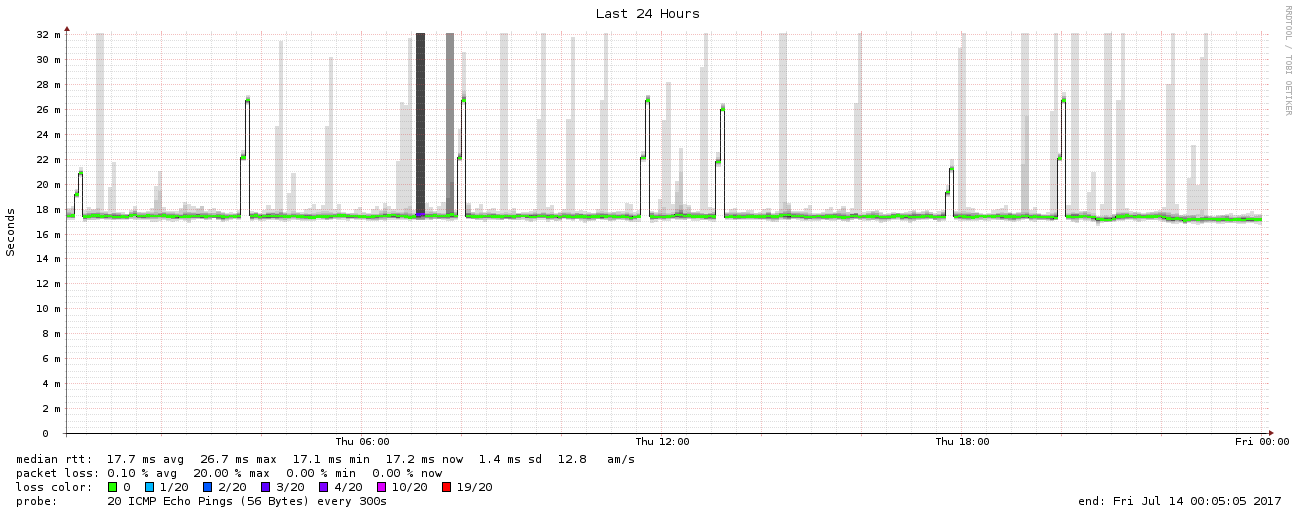 Last 24 Hours
RRDTOOL / TOBI OETIKER
Seconds
32 m
30 m
28 m
26 m
24 m
22 m
20 m
18 m
16 m
14 m
12 m
10 m
8 m
6 m
4 m
2 m
0
Thu 06:00 Thu 12:00 Thu 18:00 Fri 00:00
median rtt: 17.7 ms avg 26.7 ms max 17.1 ms min 17.2 ms now 1.4 ms sd 12.8 am/s
packet loss: 0.10 % avg 20.00 % max 0.00 % min 0.00 % now
loss color: 0 1/20 2/20 3/20 4/20 10/20 19/20
probe: 20 ICMP Echo Pings (56 Bytes) every 300s end: Fri Jul 14 00:05:05 2017